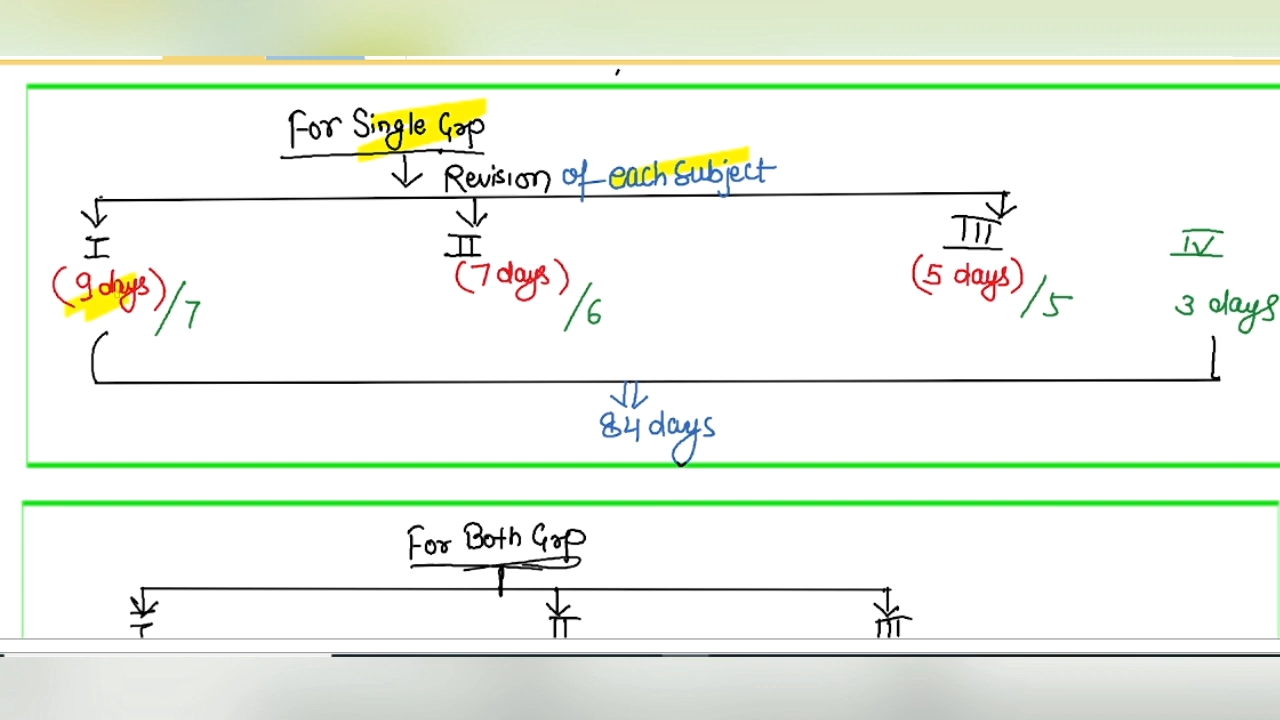 For Single Grp
Revision of each Subject
I II III IV
(9 days)/7 (7 days)/6 (5 days)/5 3 days
84 days
For Both Grp
I II III